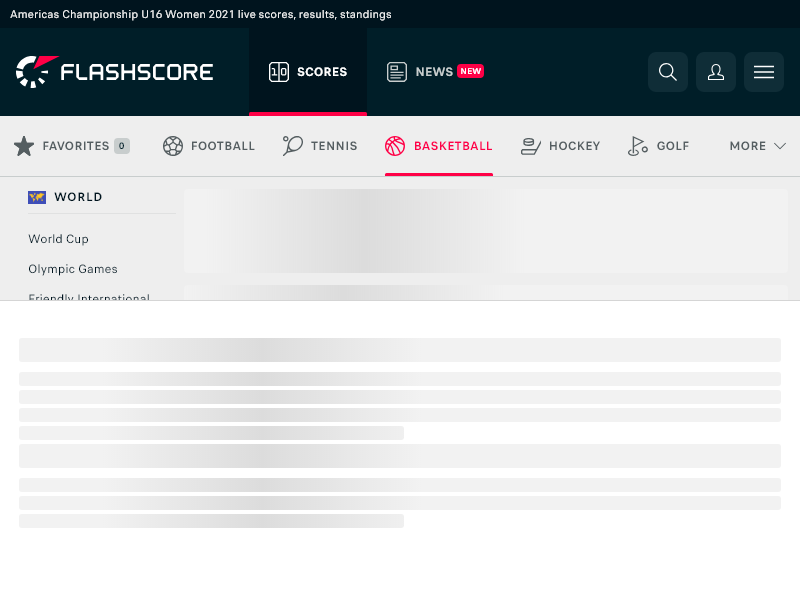 Americas Championship U16 Women 2021 live scores, results, standings
FLASHSCORE
SCORES
NEWS NEW
FAVORITES 0
FOOTBALL
TENNIS
BASKETBALL
HOCKEY
GOLF
MORE
WORLD
World Cup
Olympic Games
Friendly International